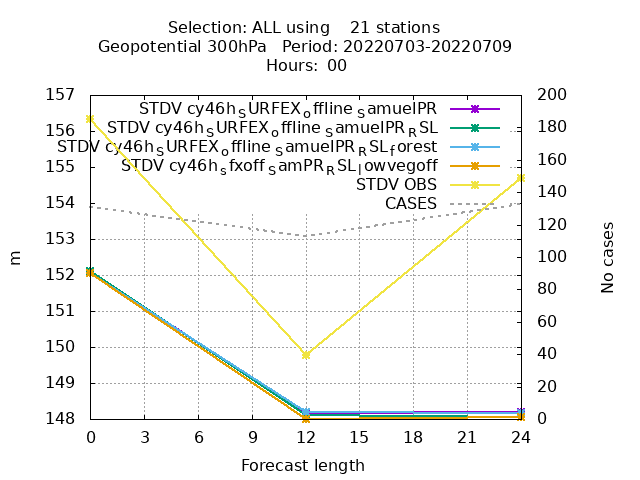 Selection: ALL using    21 stations
Geopotential 300hPa   Period: 20220703-20220709
Hours:  00
157
156
155
154
153
152
151
150
149
148
m
STDV cy46h_SURFEX_offline_SamuelPR
STDV cy46h_SURFEX_offline_SamuelPR_RSL
STDV cy46h_SURFEX_offline_SamuelPR_RSL_forest
STDV cy46h_sfxoff_SamPR_RSL_lowvegoff
STDV OBS
CASES
200
180
160
140
120
100
80
60
40
20
0
No cases
0 3 6 9 12 15 18 21 24
Forecast length